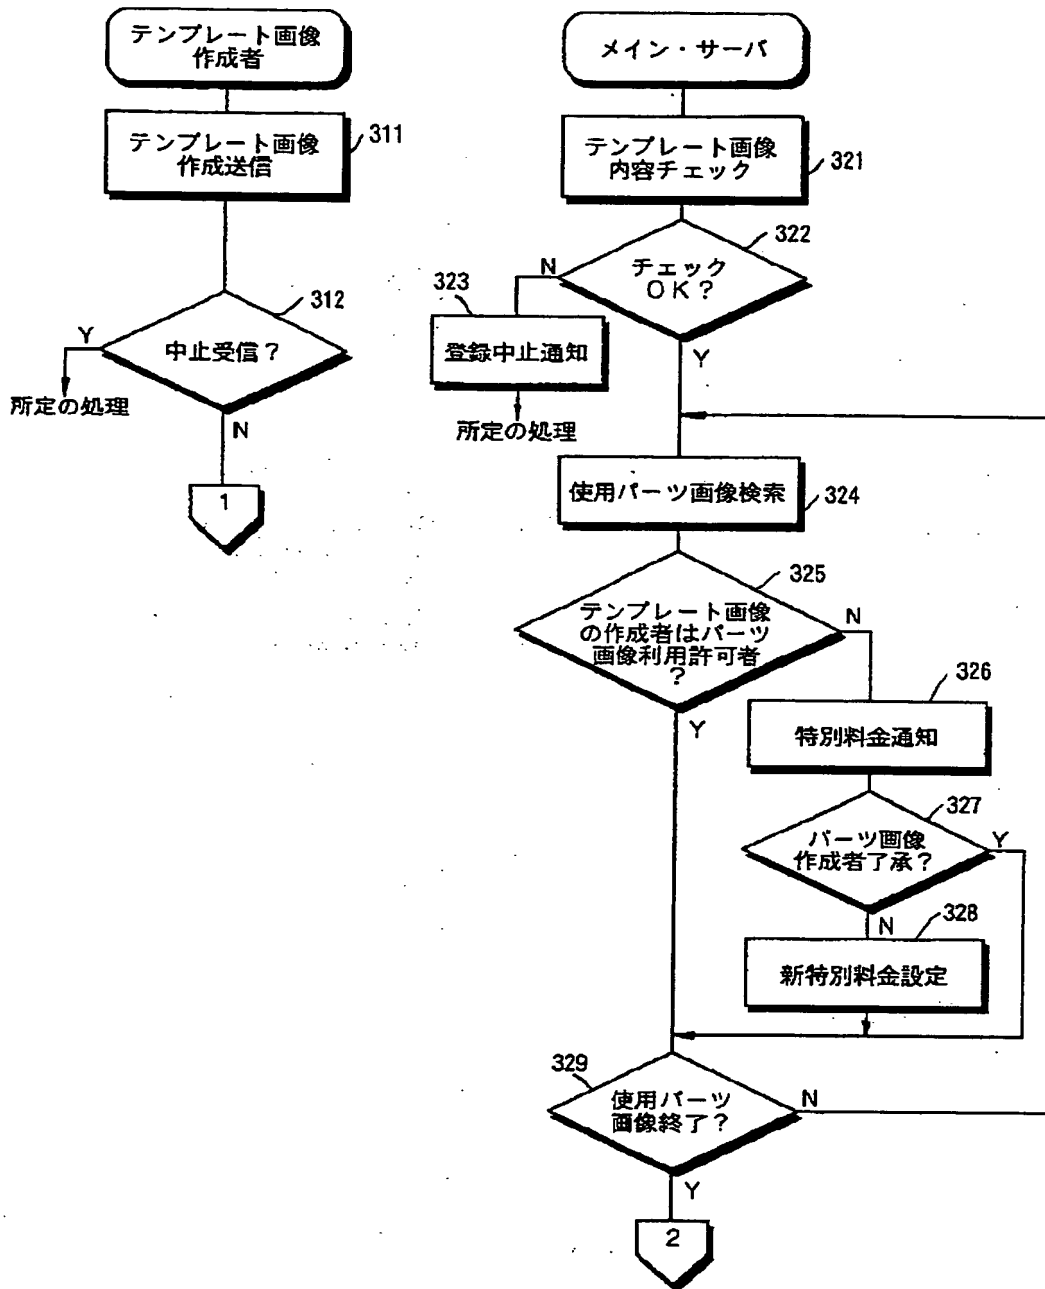 テンプレート画像
作成者
テンプレート画像
作成送信
311
312
中止受信？
Y
所定の処理
N
1
メイン・サーバ
テンプレート画像
内容チェック
321
322
チェック
ＯＫ？
N
323
登録中止通知
所定の処理
Y
使用パーツ画像検索
324
325
テンプレート画像
の作成者はパーツ
画像利用許可者
？
N
326
特別料金通知
Y
327
パーツ画像
作成者了承？
Y
N
328
新特別料金設定
329
使用パーツ
画像終了？
N
Y
2